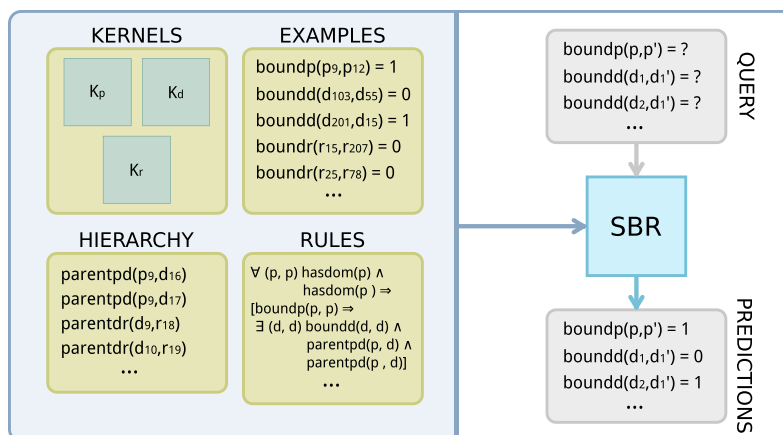 KERNELS
Kp
Kd
Kr
EXAMPLES
boundp(p9,p12) = 1
boundd(d103,d55) = 0
boundd(d201,d15) = 1
boundr(r15,r207) = 0
boundr(r25,r78) = 0
...
HIERARCHY
parentpd(p9,d16)
parentpd(p9,d17)
parentdr(d9,r18)
parentdr(d10,r19)
...
RULES
∀ (p, p) hasdom(p) ∧
hasdom(p ) ⇒
[boundp(p, p) ⇒
∃ (d, d) boundd(d, d) ∧
parentpd(p, d) ∧
parentpd(p , d)]
...
QUERY
boundp(p,p') = ?
boundd(d1,d1') = ?
boundd(d2,d1') = ?
...
SBR
PREDICTIONS
boundp(p,p') = 1
boundd(d1,d1') = 0
boundd(d2,d1') = 1
...